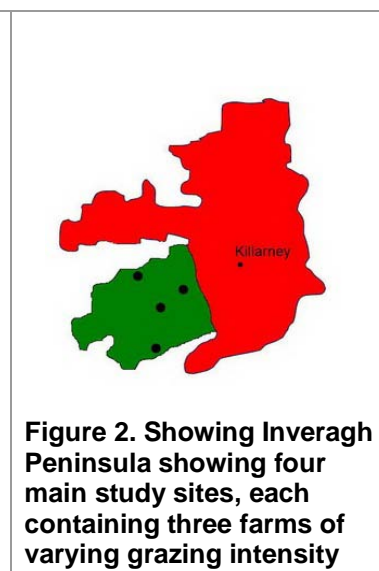 Killarney
Figure 2. Showing Inveragh
Peninsula showing four
main study sites, each
containing three farms of
varying grazing intensity